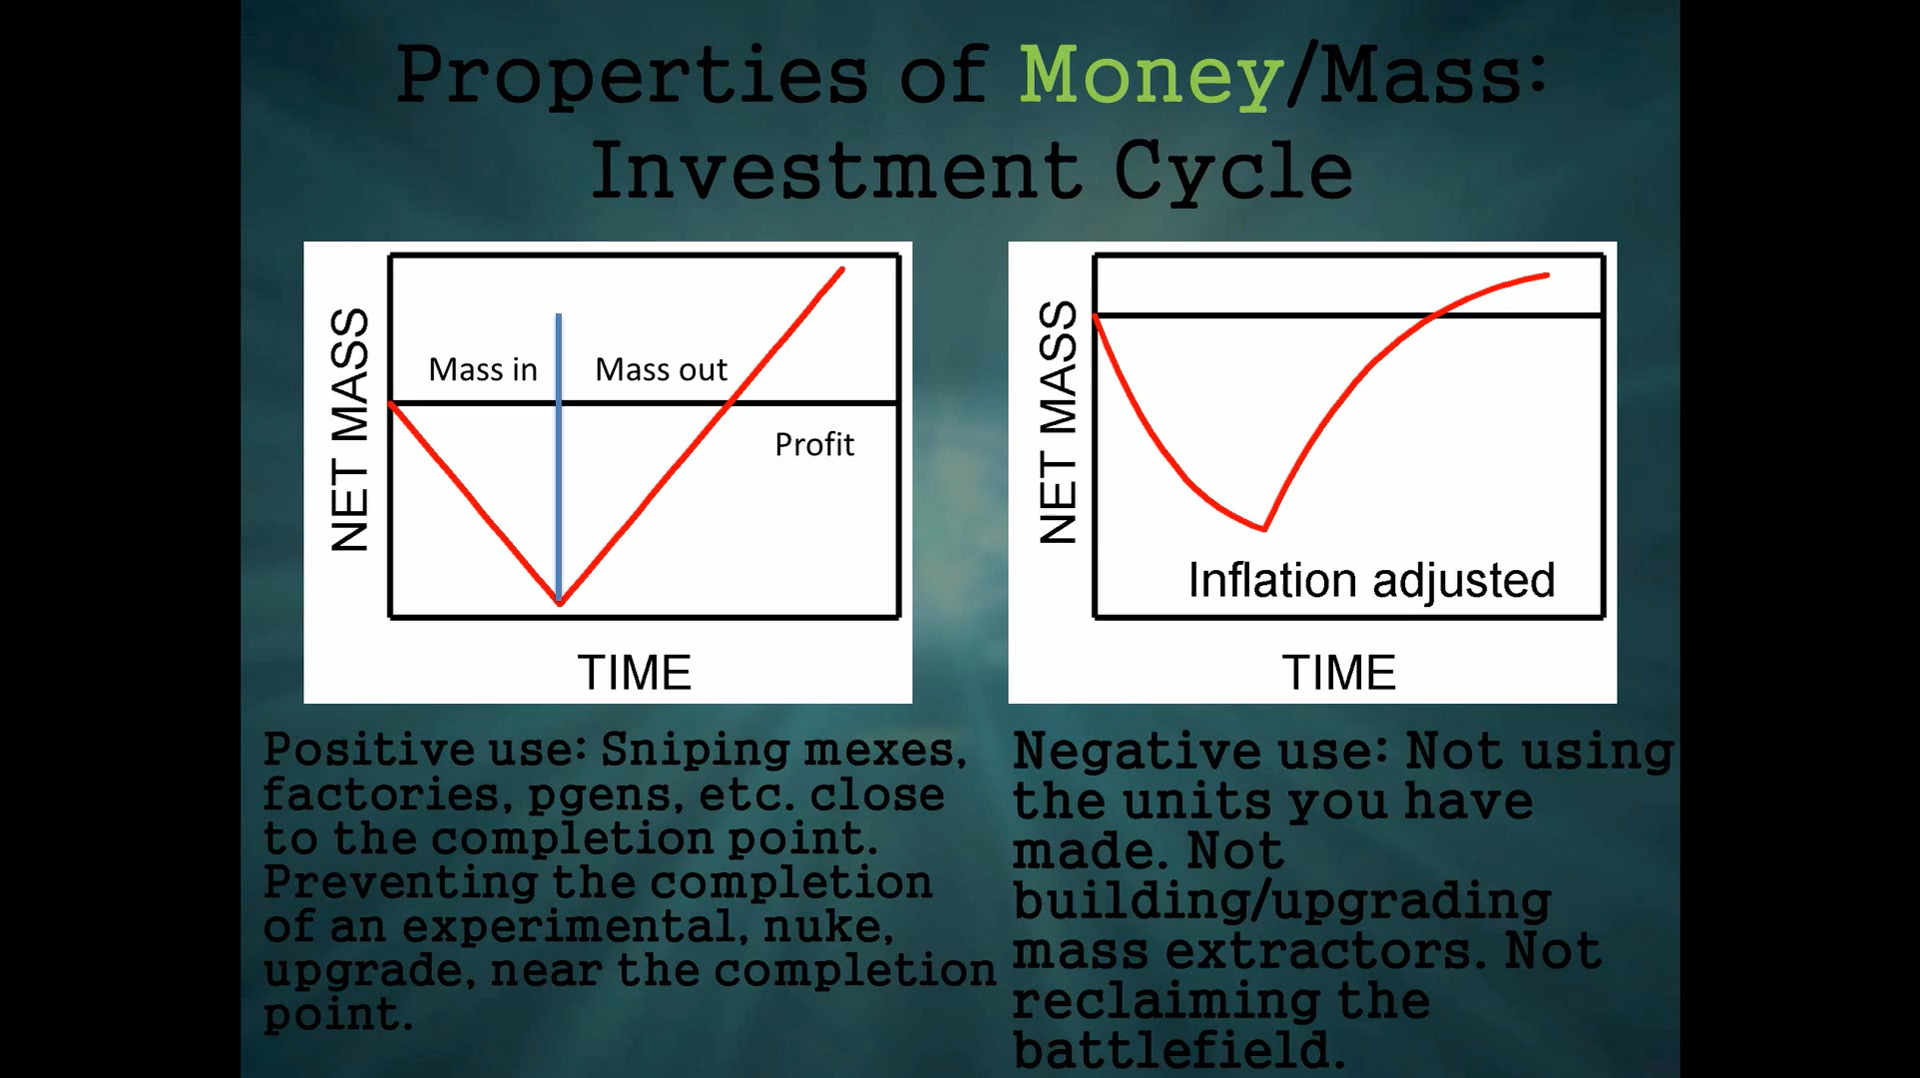 Properties of Money/Mass:
Investment Cycle
NET MASS
Mass in
Mass out
Profit
TIME
NET MASS
Inflation adjusted
TIME
Positive use: Sniping mexes,
factories, pgens, etc. close
to the completion point.
Preventing the completion
of an experimental, nuke,
upgrade, near the completion
point.
Negative use: Not using
the units you have
made. Not
building/upgrading
mass extractors. Not
reclaiming the
battlefield.